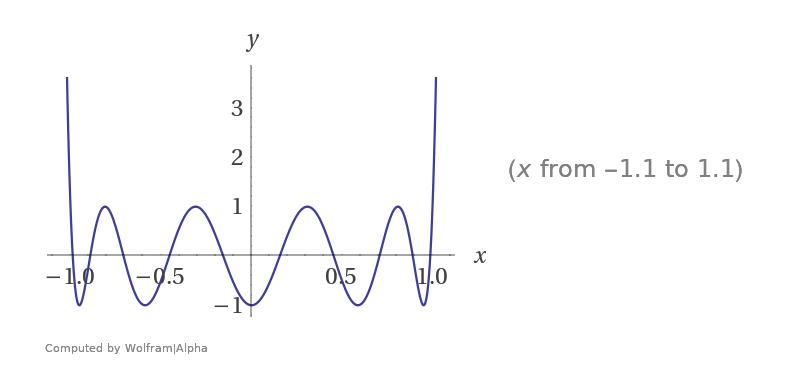 y
3
2
1
(x from −1.1 to 1.1)
x
−1.0 −0.5 0.5 1.0
−1
Computed by Wolfram|Alpha